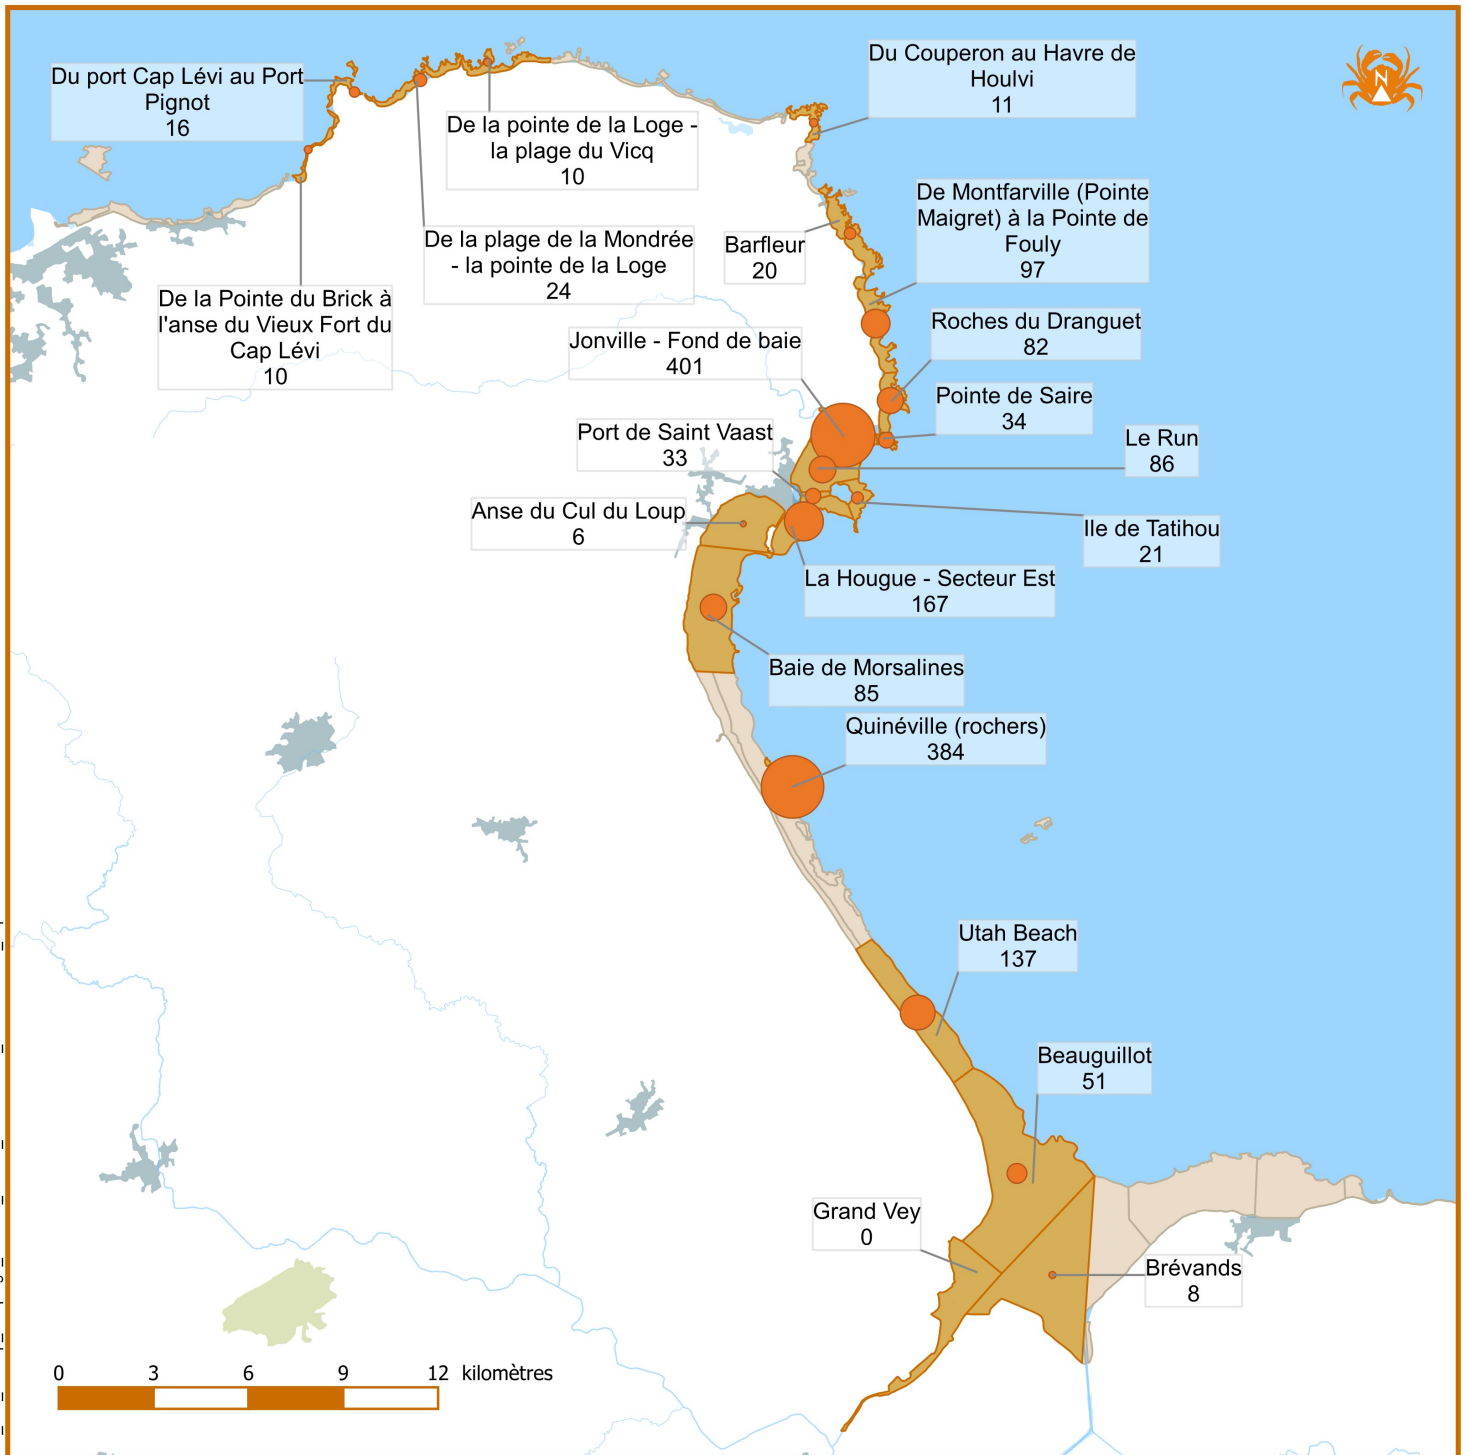 Du port Cap Lévi au Port
Pignot
16
De la pointe de la Loge -
la plage du Vicq
10
Du Couperon au Havre de
Houlvi
11
N
De la plage de la Mondrée
- la pointe de la Loge
24
De la Pointe du Brick à
l'anse du Vieux Fort du
Cap Lévi
10
Barfleur
20
De Montfarville (Pointe
Maigret) à la Pointe de
Fouly
97
Jonville - Fond de baie
401
Roches du Dranguet
82
Pointe de Saire
34
Port de Saint Vaast
33
Le Run
86
Anse du Cul du Loup
6
Ile de Tatihou
21
La Hougue - Secteur Est
167
Baie de Morsalines
85
Quinéville (rochers)
384
Utah Beach
137
Beauguillot
51
Grand Vey
0
Brévands
8
0 3 6 9 12 kilomètres